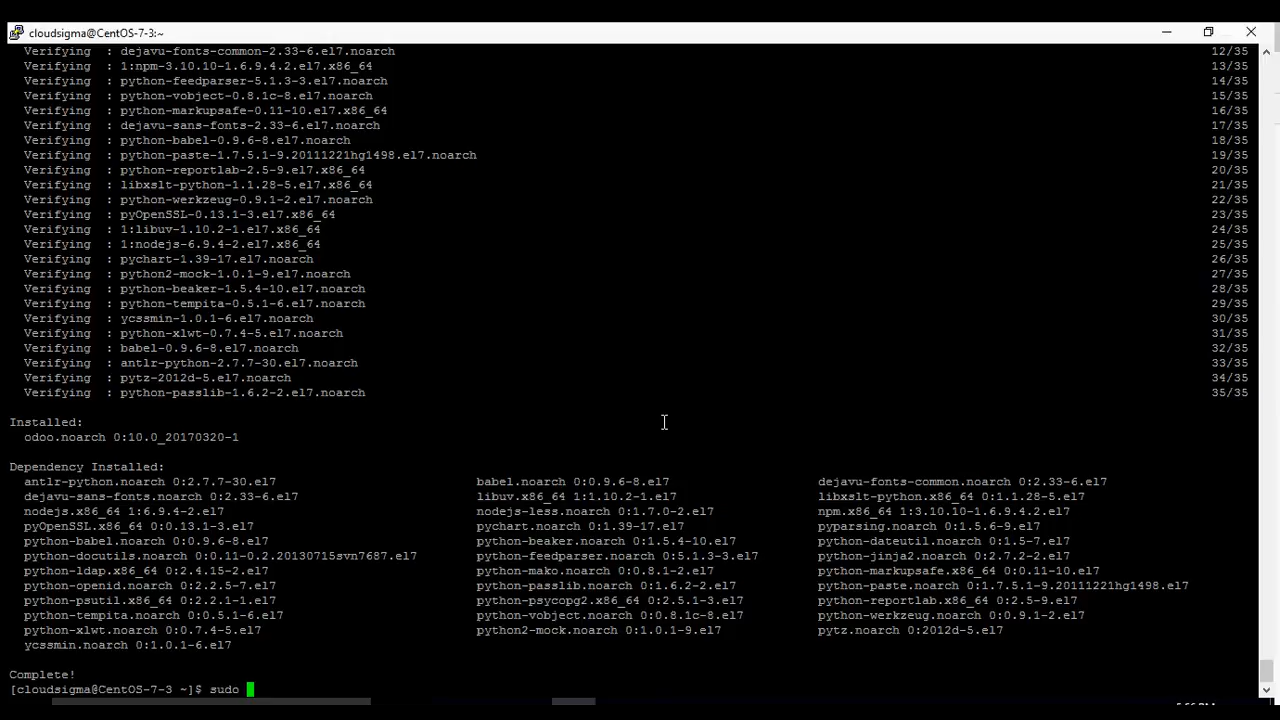 cloudsigma@CentOS-7-3:~
Verifying : dejavu-fonts-common-2.33-6.el7.noarch 12/35
Verifying : 1:npm-3.10.10-1.6.9.4.2.el7.x86_64 13/35
Verifying : python-feedparser-5.1.3-3.el7.noarch 14/35
Verifying : python-vobject-0.8.1c-8.el7.noarch 15/35
Verifying : python-markupsafe-0.11-10.el7.x86_64 16/35
Verifying : dejavu-sans-fonts-2.33-6.el7.noarch 17/35
Verifying : python-babel-0.9.6-8.el7.noarch 18/35
Verifying : python-paste-1.7.5.1-9.20111221hg1498.el7.noarch 19/35
Verifying : python-reportlab-2.5-9.el7.x86_64 20/35
Verifying : libxslt-python-1.1.28-5.el7.x86_64 21/35
Verifying : python-werkzeug-0.9.1-2.el7.noarch 22/35
Verifying : pyOpenSSL-0.13.1-3.el7.x86_64 23/35
Verifying : 1:libuv-1.10.2-1.el7.x86_64 24/35
Verifying : 1:nodejs-6.9.4-2.el7.x86_64 25/35
Verifying : pychart-1.39-17.el7.noarch 26/35
Verifying : python2-mock-1.0.1-9.el7.noarch 27/35
Verifying : python-beaker-1.5.4-10.el7.noarch 28/35
Verifying : python-tempita-0.5.1-6.el7.noarch 29/35
Verifying : ycssmin-1.0.1-6.el7.noarch 30/35
Verifying : python-xlwt-0.7.4-5.el7.noarch 31/35
Verifying : babel-0.9.6-8.el7.noarch 32/35
Verifying : antlr-python-2.7.7-30.el7.noarch 33/35
Verifying : pytz-2012d-5.el7.noarch 34/35
Verifying : python-passlib-1.6.2-2.el7.noarch 35/35
Installed:
odoo.noarch 0:10.0_20170320-1
Dependency Installed:
antlr-python.noarch 0:2.7.7-30.el7 babel.noarch 0:0.9.6-8.el7 dejavu-fonts-common.noarch 0:2.33-6.el7
dejavu-sans-fonts.noarch 0:2.33-6.el7 libuv.x86_64 1:1.10.2-1.el7 libxslt-python.x86_64 0:1.1.28-5.el7
nodejs.x86_64 1:6.9.4-2.el7 nodejs-less.noarch 0:1.7.0-2.el7 npm.x86_64 1:3.10.10-1.6.9.4.2.el7
pyOpenSSL.x86_64 0:0.13.1-3.el7 pychart.noarch 0:1.39-17.el7 pyparsing.noarch 0:1.5.6-9.el7
python-babel.noarch 0:0.9.6-8.el7 python-beaker.noarch 0:1.5.4-10.el7 python-dateutil.noarch 0:1.5-7.el7
python-docutils.noarch 0:0.11-0.2.20130715svn7687.el7 python-feedparser.noarch 0:5.1.3-3.el7 python-jinja2.noarch 0:2.7.2-2.el7
python-ldap.x86_64 0:2.4.15-2.el7 python-mako.noarch 0:0.8.1-2.el7 python-markupsafe.x86_64 0:0.11-10.el7
python-openid.noarch 0:2.2.5-7.el7 python-passlib.noarch 0:1.6.2-2.el7 python-paste.noarch 0:1.7.5.1-9.20111221hg1498.el7
python-psutil.x86_64 0:2.2.1-1.el7 python-psycopg2.x86_64 0:2.5.1-3.el7 python-reportlab.x86_64 0:2.5-9.el7
python-tempita.noarch 0:0.5.1-6.el7 python-vobject.noarch 0:0.8.1c-8.el7 python-werkzeug.noarch 0:0.9.1-2.el7
python-xlwt.noarch 0:0.7.4-5.el7 python2-mock.noarch 0:1.0.1-9.el7 pytz.noarch 0:2012d-5.el7
ycssmin.noarch 0:1.0.1-6.el7
Complete!
[cloudsigma@CentOS-7-3 ~]$ sudo